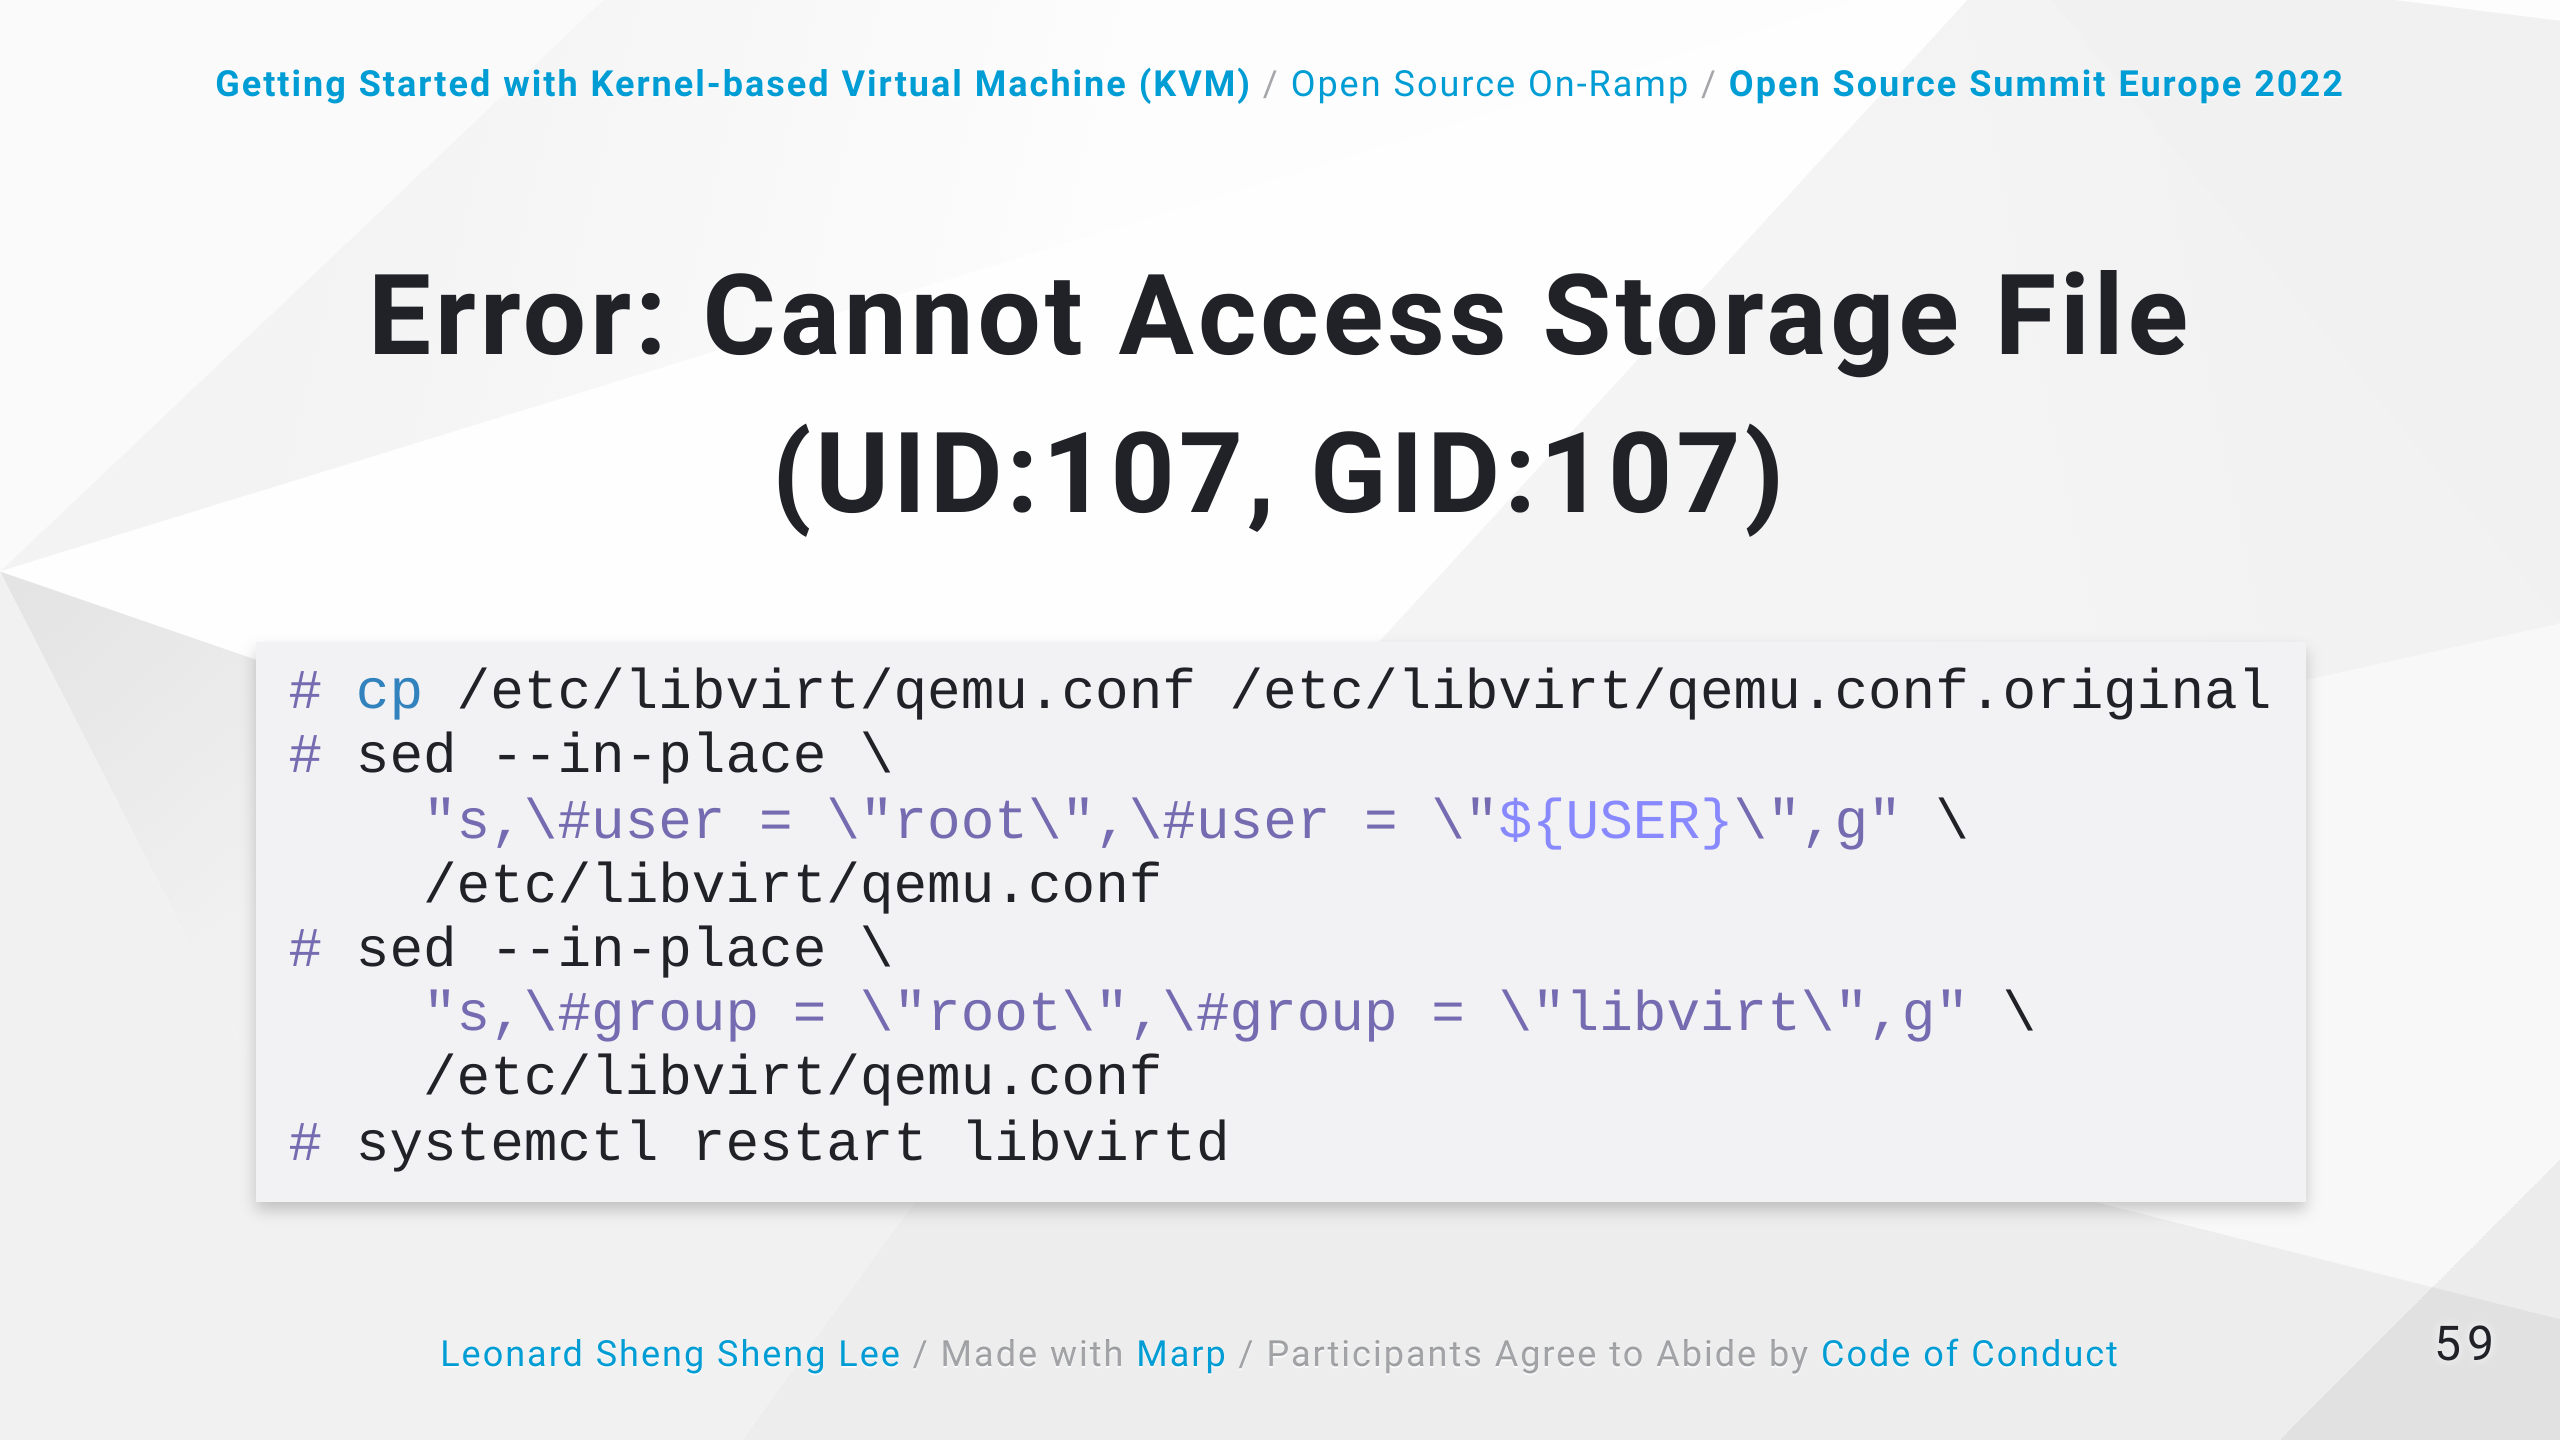 Getting Started with Kernel-based Virtual Machine (KVM) / Open Source On-Ramp / Open Source Summit Europe 2022
Error: Cannot Access Storage File
(UID:107, GID:107)
# cp /etc/libvirt/qemu.conf /etc/libvirt/qemu.conf.original
# sed --in-place \
    "s,\#user = \"root\",\#user = \"${USER}\",g" \
    /etc/libvirt/qemu.conf
# sed --in-place \
    "s,\#group = \"root\",\#group = \"libvirt\",g" \
    /etc/libvirt/qemu.conf
# systemctl restart libvirtd
Leonard Sheng Sheng Lee / Made with Marp / Participants Agree to Abide by Code of Conduct
59